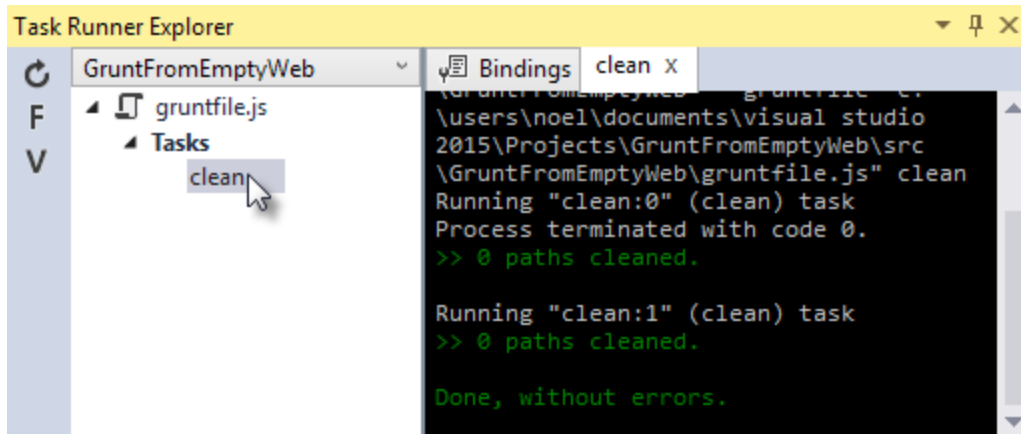 Task Runner Explorer
GruntFromEmptyWeb
gruntfile.js
Tasks
clean
F
V
Bindings
clean X
\GruntFromEmptyWeb" --gruntfile "C:
\users\noel\documents\visual studio
2015\Projects\GruntFromEmptyWeb\src
\GruntFromEmptyWeb\gruntfile.js" clean
Running "clean:0" (clean) task
Process terminated with code 0.
>> 0 paths cleaned.
Running "clean:1" (clean) task
>> 0 paths cleaned.
Done, without errors.